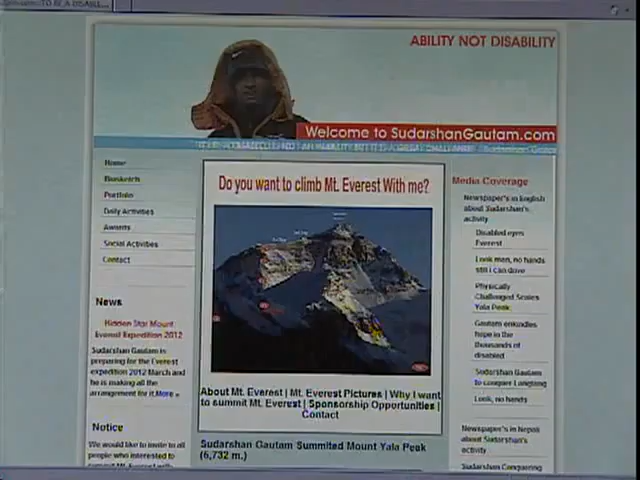 ABILITY NOT DISABILITY
Welcome to SudarshanGautam.com
Home
Portfolio
Daily Activities
Awards
Social Activities
Contact
News
Hidden Star Mount
Everest Expedition 2012
Sudarshan Gautam is
preparing for the Everest
expedition 2012 March and
he is making all the
arrangement for it.More »
Notice
We would like to invite to all
people who interested to
Do you want to climb Mt. Everest With me?
About Mt. Everest | Mt. Everest Pictures | Why I want
to summit Mt. Everest | Sponsorship Opportunities |
Contact
Sudarshan Gautam Summited Mount Yala Peak
(5,732 m.)
Media Coverage
Newspaper's in English
about Sudarshan's
activity
Disabled eyes
Everest
Look man, no hands
still I can drive
Physically
Challenged Scales
Yala Peak
Gautam enkindles
hope in the
thousands of
disabled
Sudarshan Gautam
to conquer Langtang
Look, no hands
Newspaper's in Nepali
about Sudarshan's
activity
Sudarshan Conquering